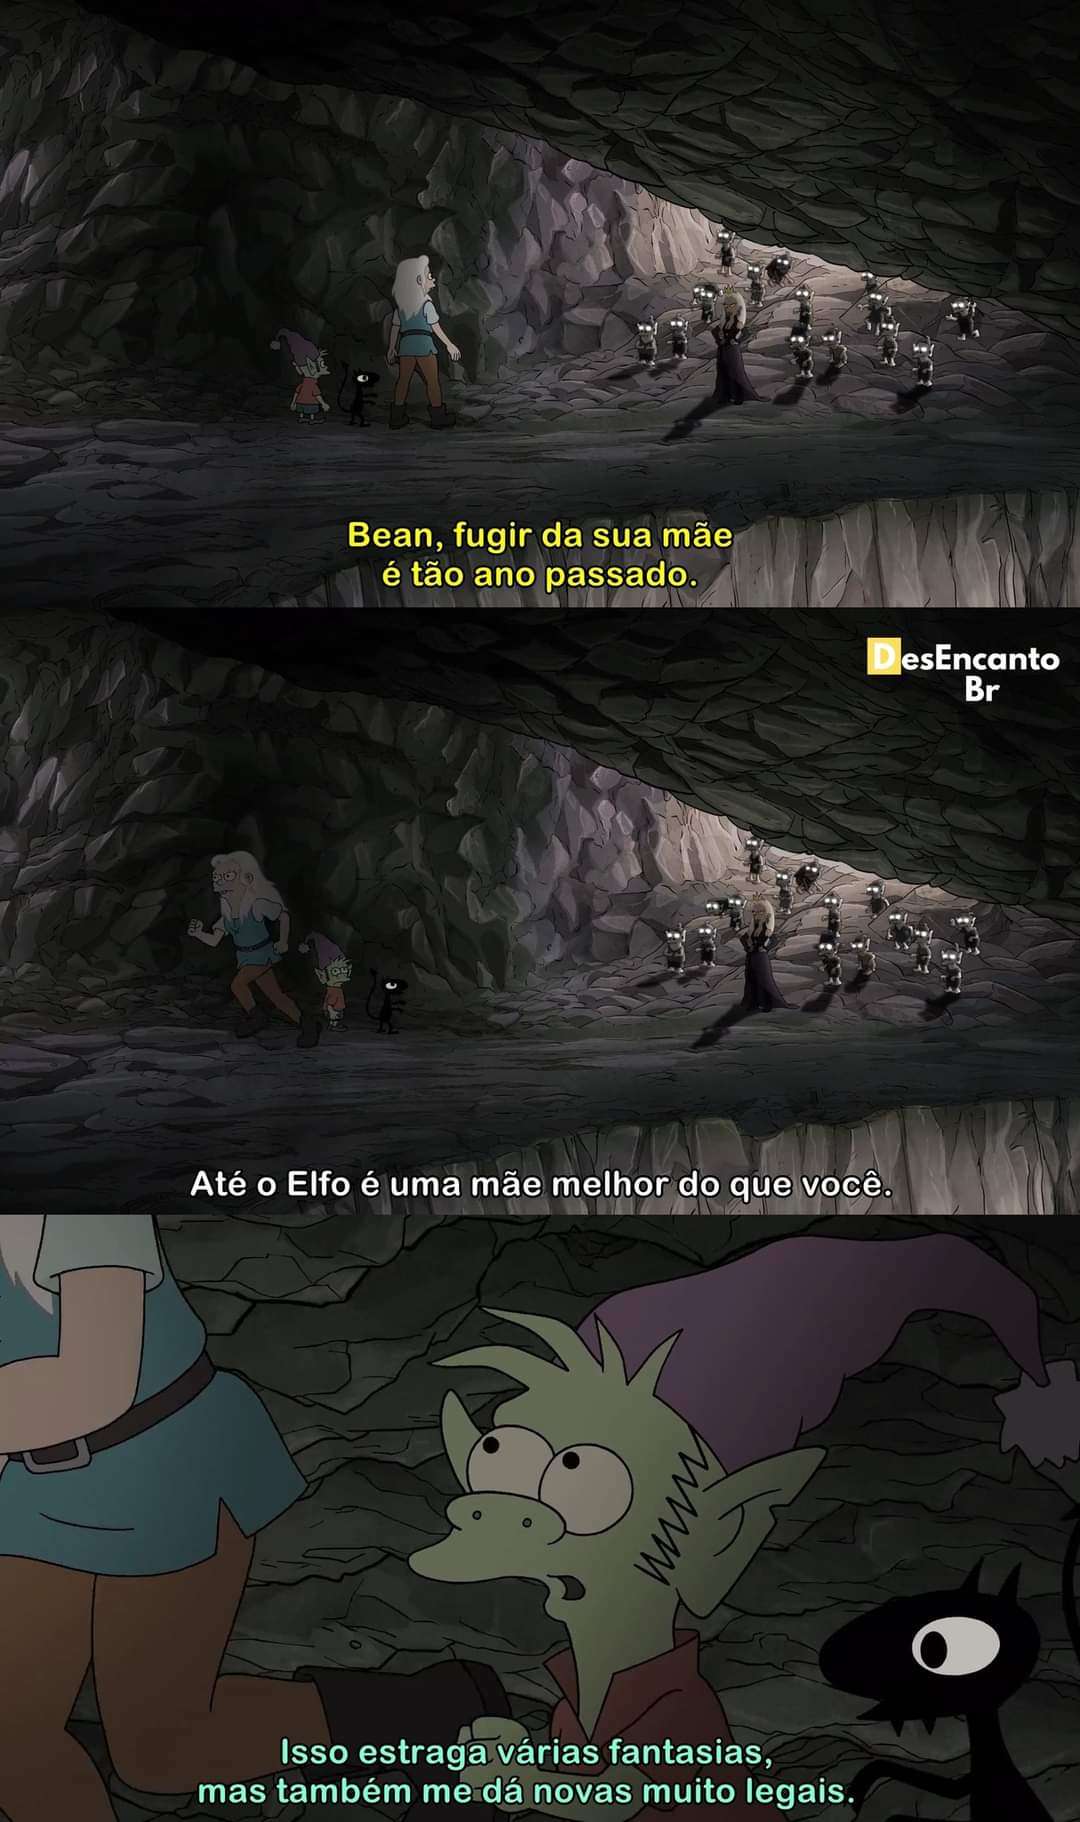 Bean, fugir da sua mãe
é tão ano passado.
DesEncanto
Br
Até o Elfo é uma mãe melhor do que você.
Isso estraga várias fantasias,
mas também me dá novas muito legais.